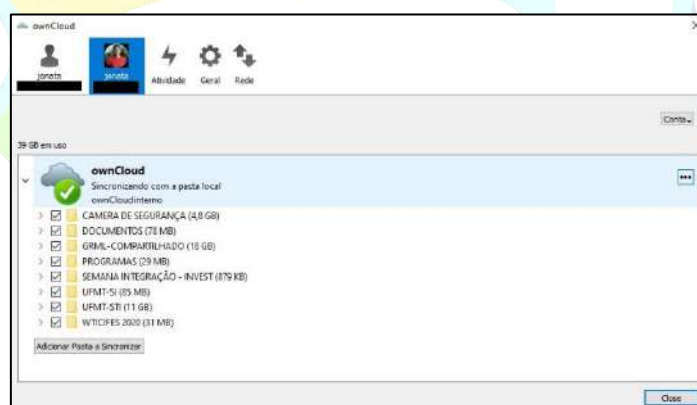 ownCloud
jonata
jonata
Atividade
Geral
Rede
Conta
39 GB em uso
ownCloud
Sincronizando com a pasta local
ownCloudinterno
CAMERA DE SEGURANÇA (4,8 GB)
DOCUMENTOS (78 MB)
GRML-COMPARTILHADO (18 GB)
PROGRAMAS (29 MB)
SEMANA INTEGRAÇÃO - INVEST (879 KB)
UFMT-SI (85 MB)
UFMT-STI (11 GB)
WTICIFES 2020 (31 MB)
Adicionar Pasta a Sincronizar
Close